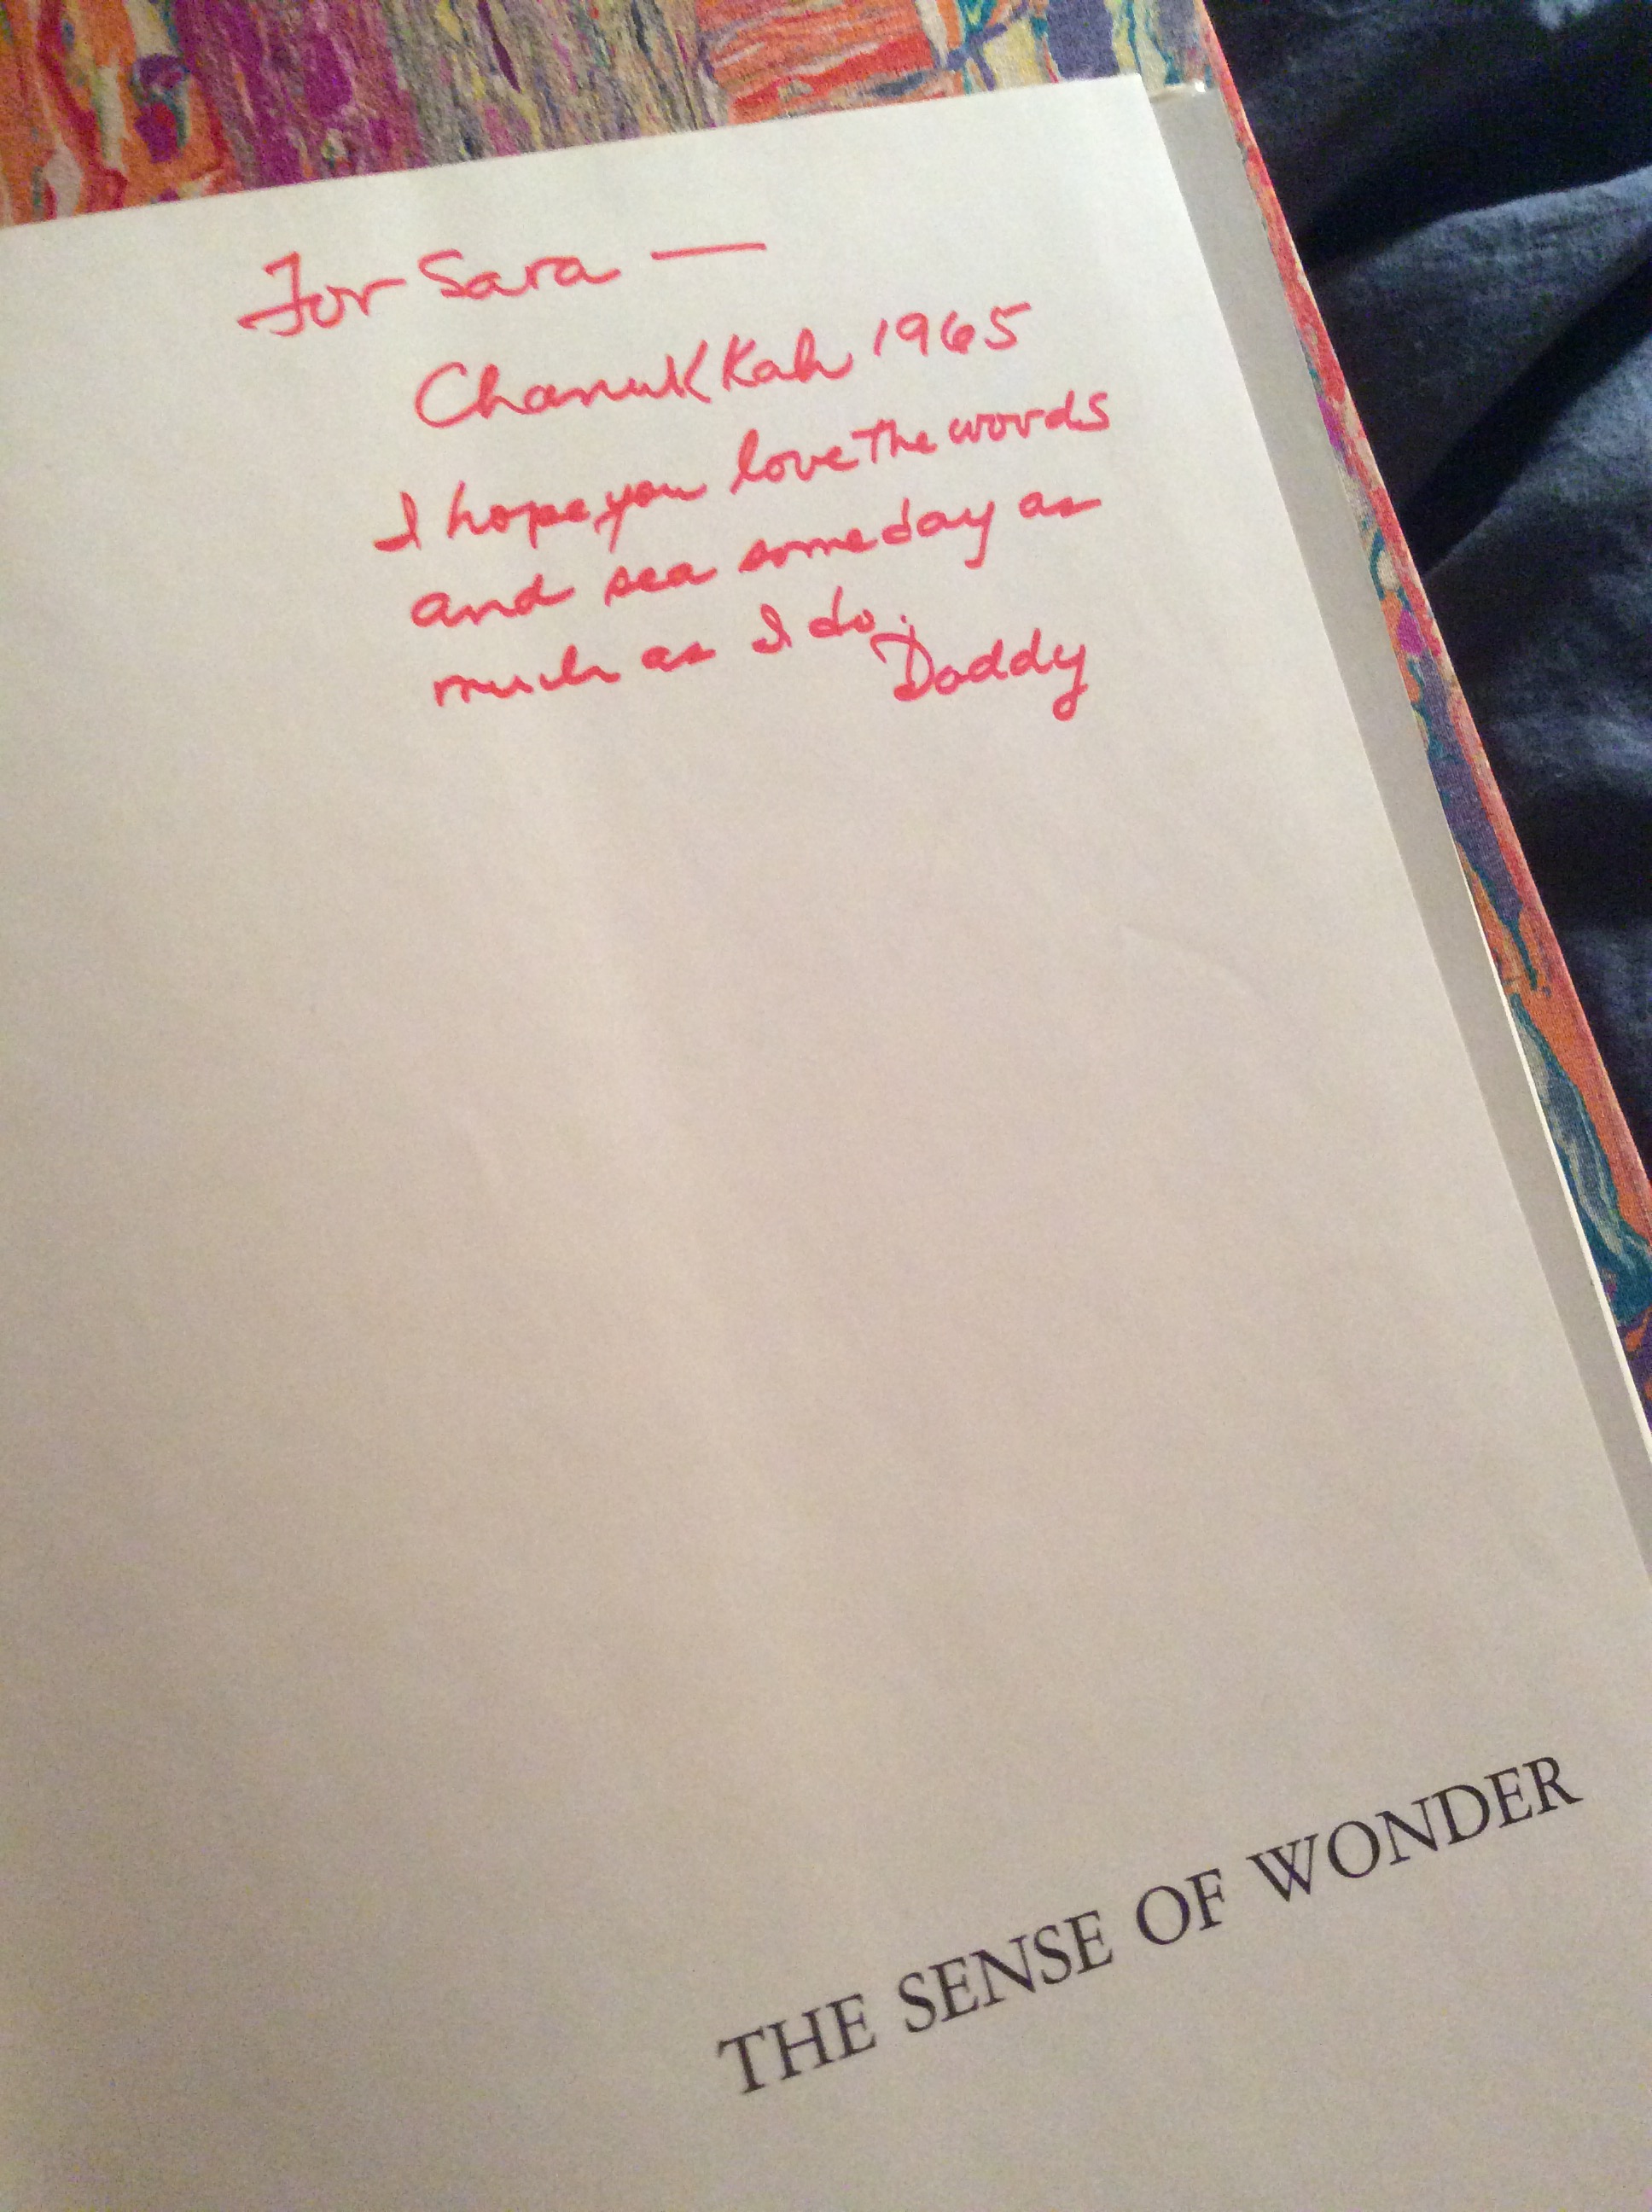 For Sara —
Chanukkah 1965
I hope you love the woods
and sea someday as
much as I do.
Daddy
THE SENSE OF WONDER